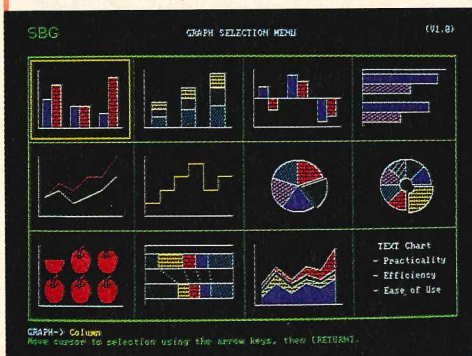 SBG
GRAPH SELECTION MENU
(V1.0)
TEXT Chart
- Practicality
- Efficiency
- Ease of Use
GRAPH-> Column
Move cursor to selection using the arrow keys, then [RETURN].